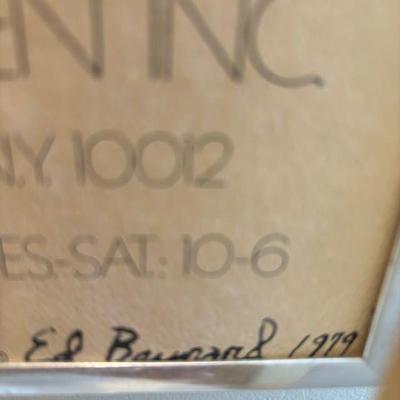 EN INC.
N.Y. 10012
ES.-SAT.: 10-6
© Ed Baynard 1979